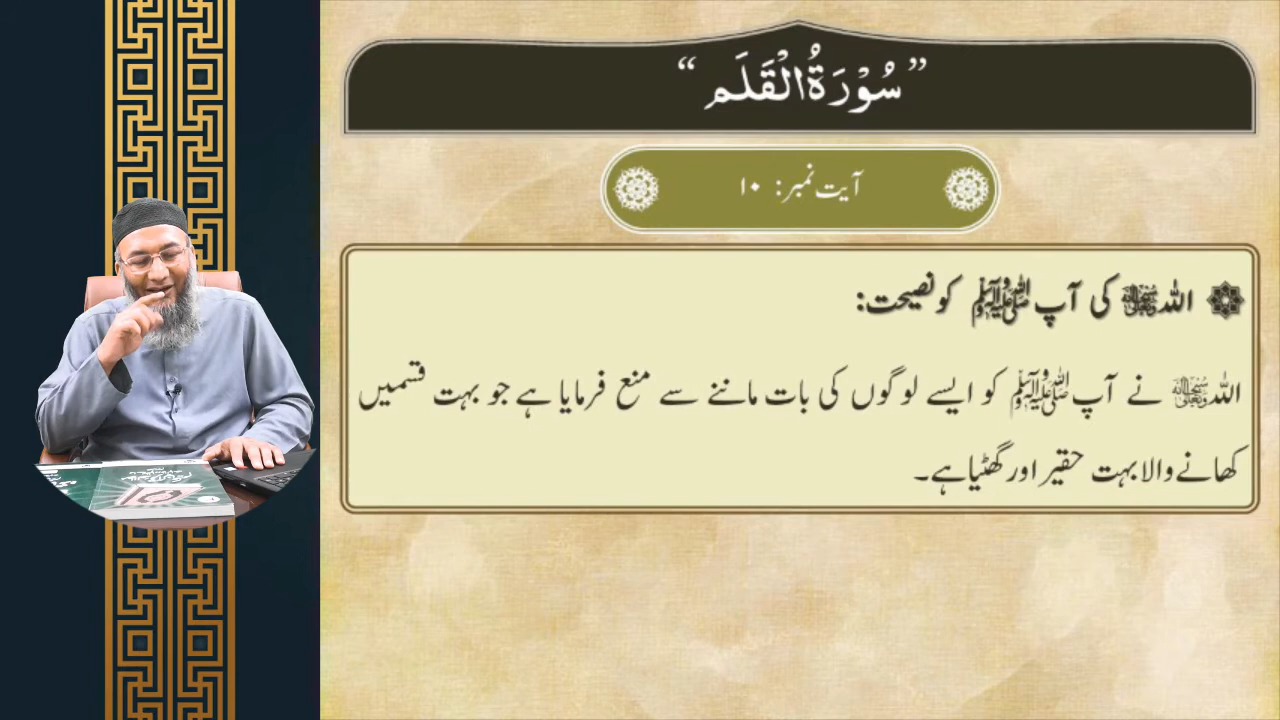 ”سُوْرَةُ الْقَلَم“
آیت نمبر: ۱۰
اللہ ﷻ کی آپ ﷺ کو نصیحت:
اللہ ﷻ نے آپ ﷺ کو ایسے لوگوں کی بات ماننے سے منع فرمایا ہے جو بہت قسمیں
کھانے والا بہت حقیر اور گھٹیا ہے۔